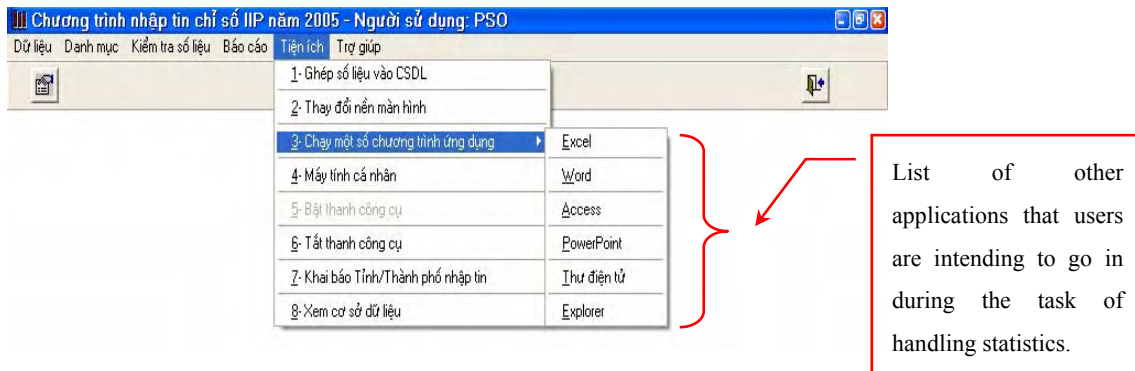 Chương trình nhập tin chỉ số IIP năm 2005 - Người sử dụng: PSO
Dữ liệu Danh mục Kiểm tra số liệu Báo cáo Tiện ích Trợ giúp
1- Ghép số liệu vào CSDL
2- Thay đổi nền màn hình
3- Chạy một số chương trình ứng dụng
4- Máy tính cá nhân
5- Bật thanh công cụ
6- Tắt thanh công cụ
7- Khai báo Tỉnh/Thành phố nhập tin
8- Xem cơ sở dữ liệu
Excel
Word
Access
PowerPoint
Thư điện tử
Explorer
List of other
applications that users
are intending to go in
during the task of
handling statistics.